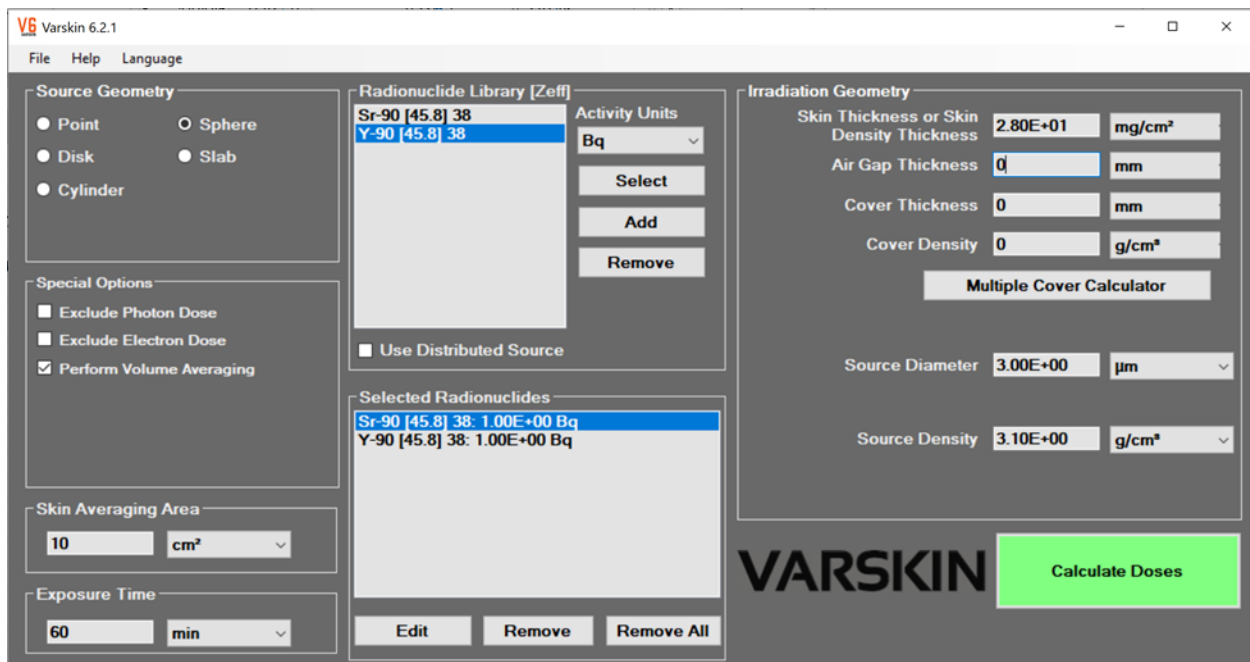 V6 VARSKIN Varskin 6.2.1
File Help Language
Source Geometry
Point Sphere
Disk Slab
Cylinder
Special Options
Exclude Photon Dose
Exclude Electron Dose
Perform Volume Averaging
Skin Averaging Area
10 cm²
Exposure Time
60 min
Radionuclide Library [Zeff]
Sr-90 [45.8] 38
Y-90 [45.8] 38
Activity Units
Bq
Select
Add
Remove
Use Distributed Source
Selected Radionuclides
Sr-90 [45.8] 38: 1.00E+00 Bq
Y-90 [45.8] 38: 1.00E+00 Bq
Edit Remove Remove All
Irradiation Geometry
Skin Thickness or Skin
Density Thickness 2.80E+01 mg/cm²
Air Gap Thickness 0 mm
Cover Thickness 0 mm
Cover Density 0 g/cm³
Multiple Cover Calculator
Source Diameter 3.00E+00 µm
Source Density 3.10E+00 g/cm³
VARSKIN
Calculate Doses